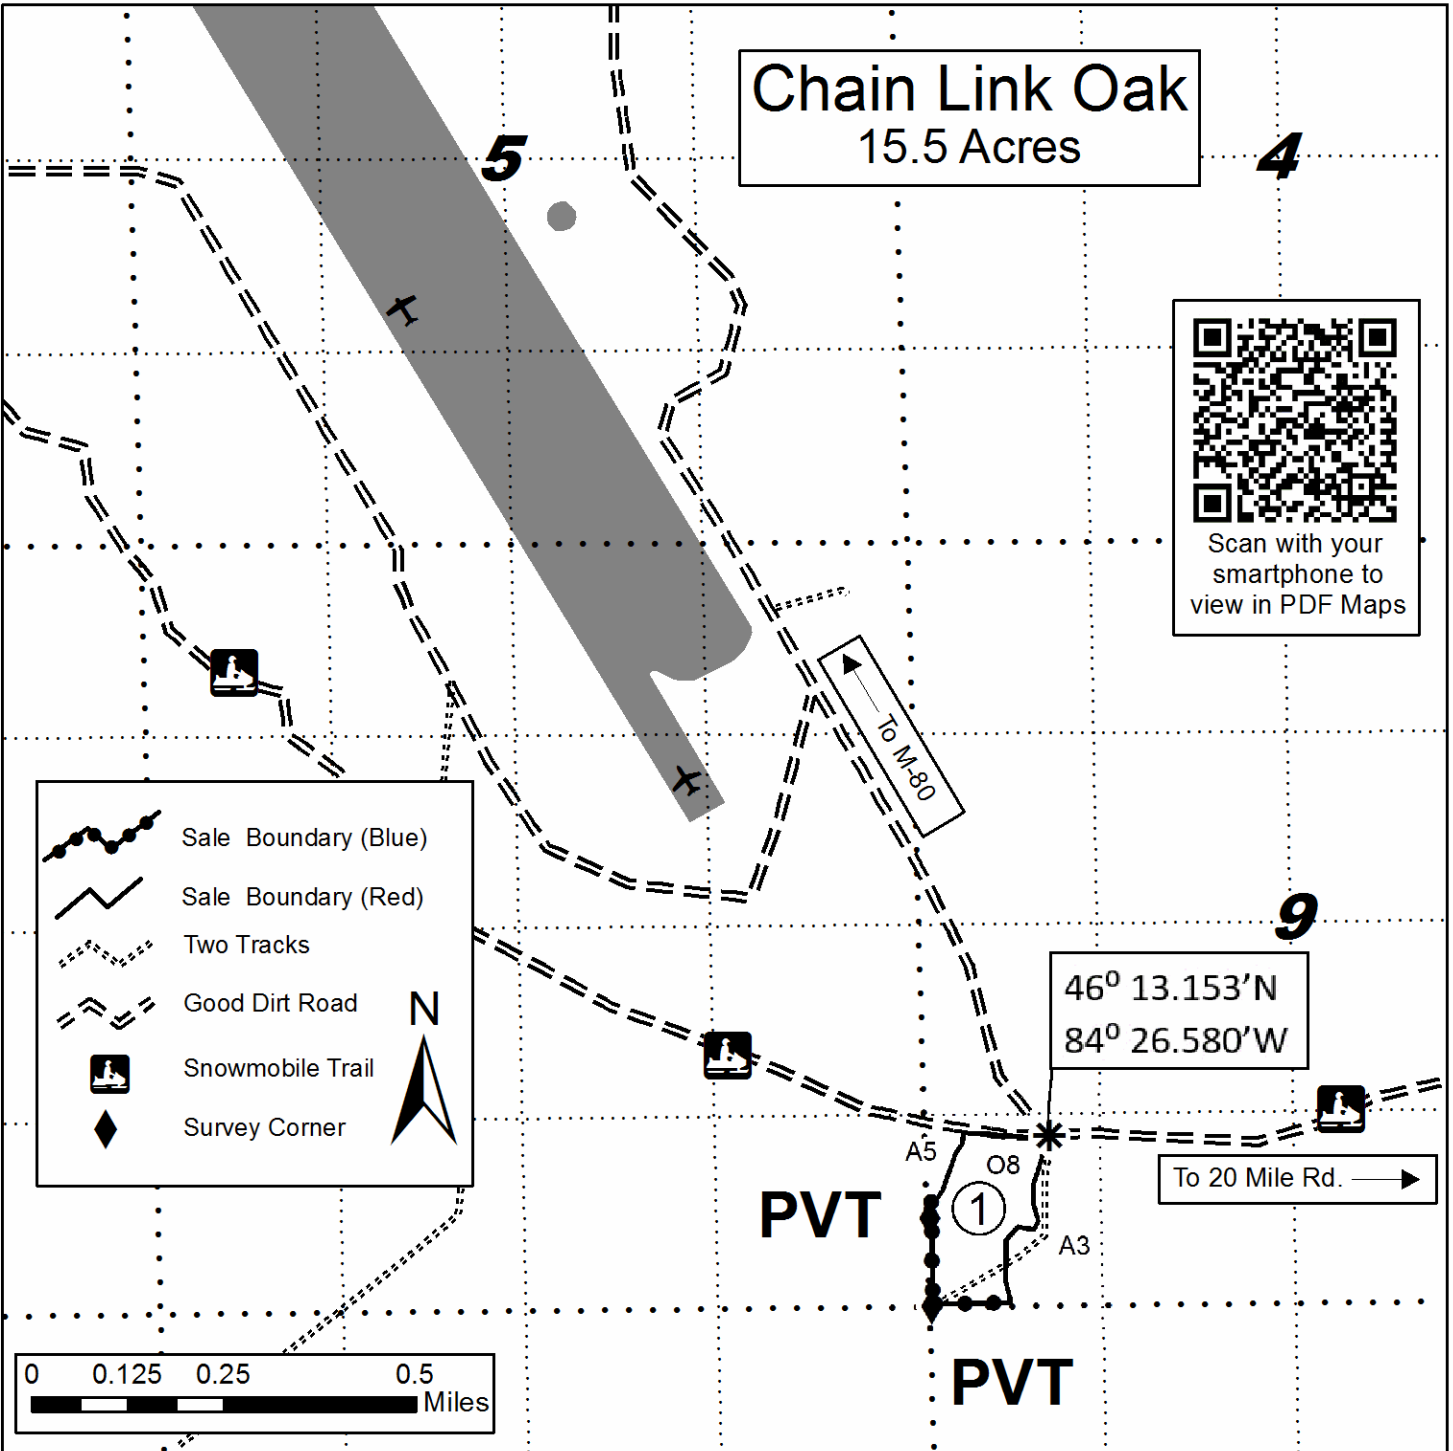 Chain Link Oak
15.5 Acres
5
4
Scan with your
smartphone to
view in PDF Maps
To M-80
Sale Boundary (Blue)
Sale Boundary (Red)
Two Tracks
Good Dirt Road
N
Snowmobile Trail
Survey Corner
9
46⁰ 13.153’N
84⁰ 26.580’W
A5
O8
1
A3
PVT
To 20 Mile Rd.
PVT
0 0.125 0.25 0.5
Miles